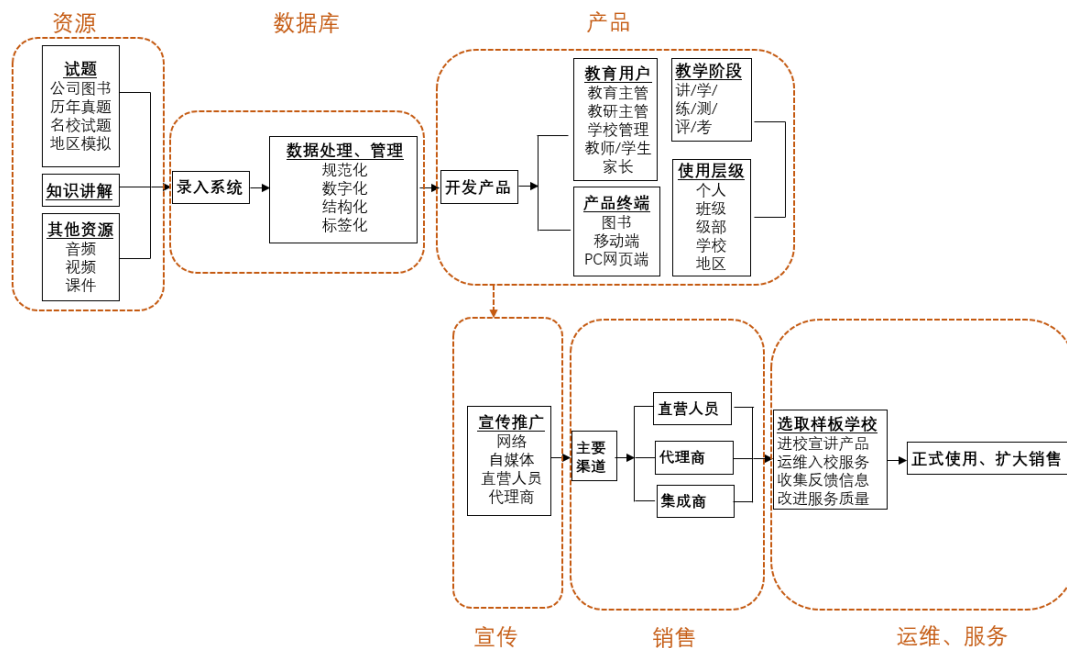 资源
数据库
产品
试题
公司图书
历年真题
名校试题
地区模拟
知识讲解
其他资源
音频
视频
课件
录入系统
数据处理、管理
规范化
数字化
结构化
标签化
开发产品
教育用户
教育主管
教研主管
学校管理
教师/学生
家长
产品终端
图书
移动端
PC网页端
教学阶段
讲/学/
练/测/
评/考
使用层级
个人
班级
级部
学校
地区
宣传推广
网络
自媒体
直营人员
代理商
主要
渠道
直营人员
代理商
集成商
选取样板学校
进校宣讲产品
运维入校服务
收集反馈信息
改进服务质量
正式使用、扩大销售
宣传
销售
运维、服务